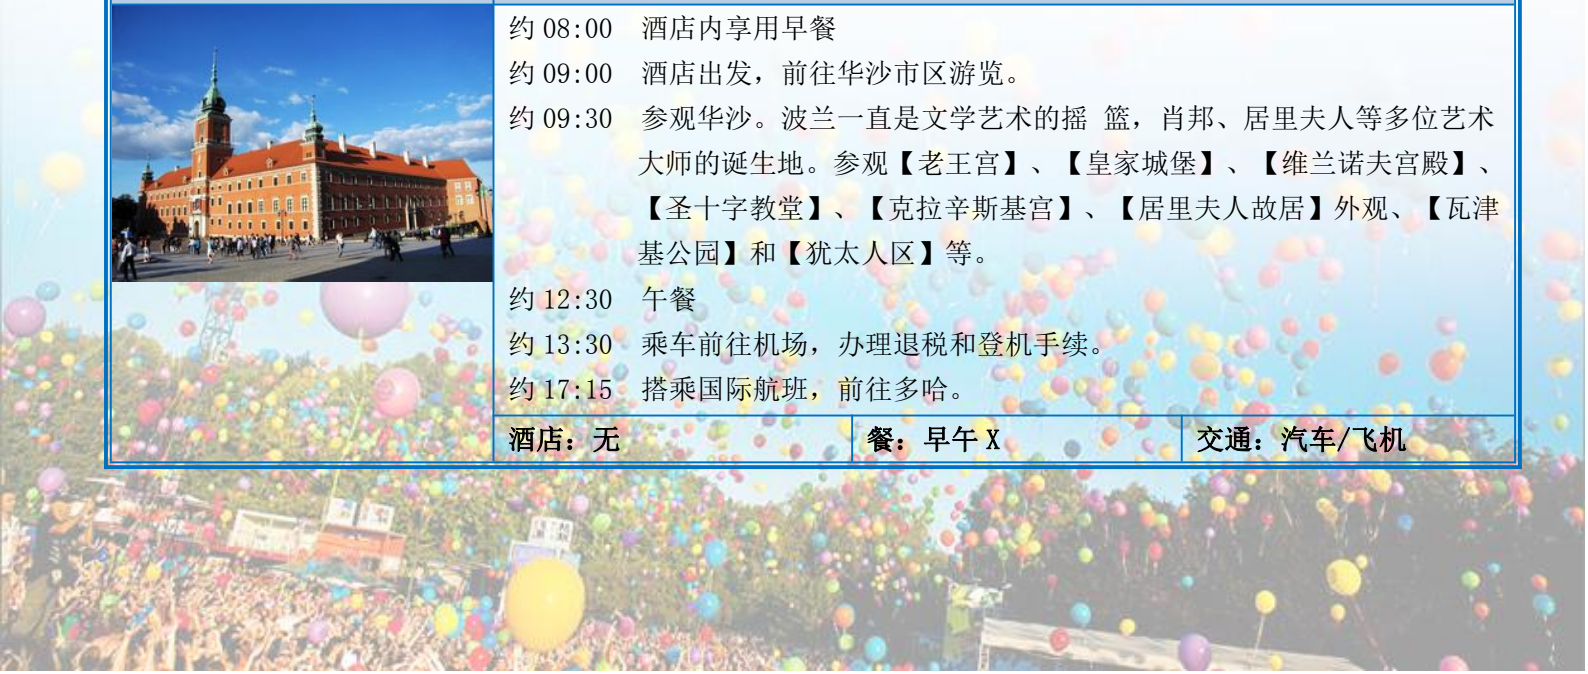 约 08:00 酒店内享用早餐
约 09:00 酒店出发，前往华沙市区游览。
约 09:30 参观华沙。波兰一直是文学艺术的摇 篮，肖邦、居里夫人等多位艺术
大师的诞生地。参观【老王宫】、【皇家城堡】、【维兰诺夫宫殿】、
【圣十字教堂】、【克拉辛斯基宫】、【居里夫人故居】外观、【瓦津
基公园】和【犹太人区】等。
约 12:30 午餐
约 13:30 乘车前往机场，办理退税和登机手续。
约 17:15 搭乘国际航班，前往多哈。
酒店：无 餐：早午 X 交通：汽车/飞机